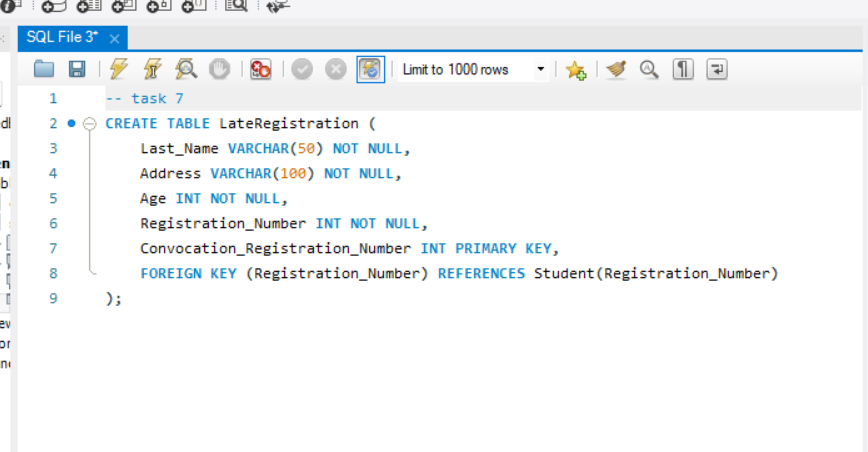 SQL File 3*
Limit to 1000 rows
1 -- task 7
2 CREATE TABLE LateRegistration (
3 Last_Name VARCHAR(50) NOT NULL,
4 Address VARCHAR(100) NOT NULL,
5 Age INT NOT NULL,
6 Registration_Number INT NOT NULL,
7 Convocation_Registration_Number INT PRIMARY KEY,
8 FOREIGN KEY (Registration_Number) REFERENCES Student(Registration_Number)
9 );